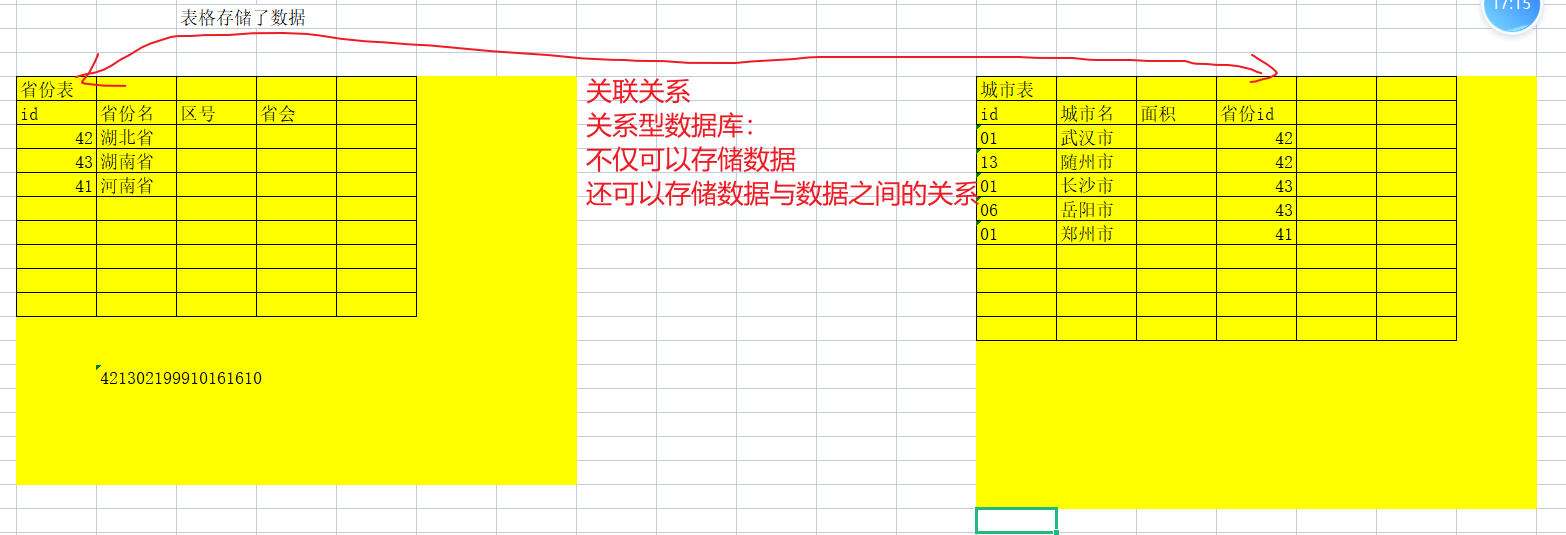 17:15
表格存储了数据
省份表
id 省份名 区号 省会
42 湖北省
43 湖南省
41 河南省
421302199910161610
关联关系
关系型数据库：
不仅可以存储数据
还可以存储数据与数据之间的关系
城市表
id 城市名 面积 省份id
01 武汉市 42
13 随州市 42
01 长沙市 43
06 岳阳市 43
01 郑州市 41